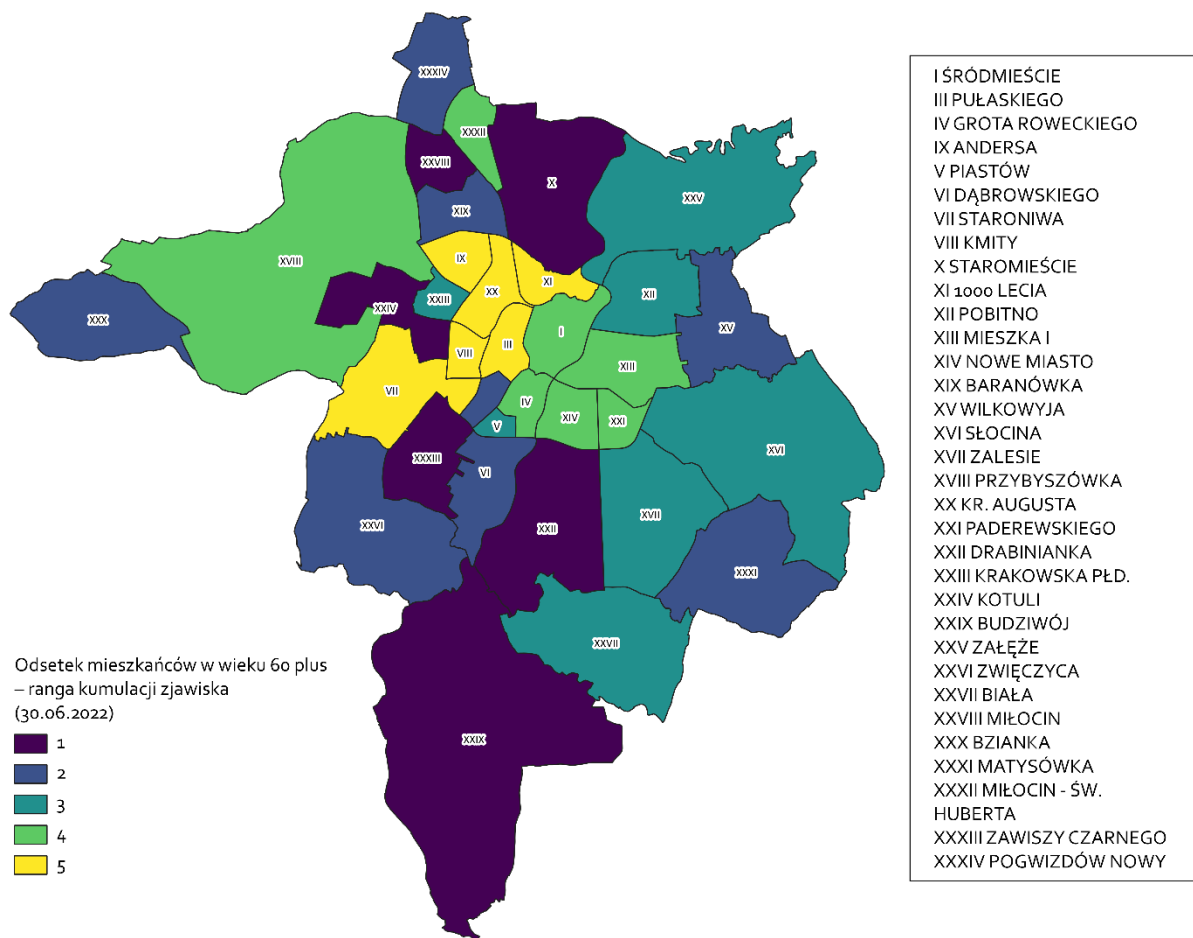 XXXIV
XXXII
XXVIII
X
XXV
XIX
IX
XVIII
XX
XI
XXIII
XII
XXIV
XXX
XV
I
III
VIII
XIII
VII
IV
XIV
XXI
V
XVI
XXXIII
VI
XXVI
XXII
XVII
XXXI
XXVII
XXIX
Odsetek mieszkańców w wieku 60 plus
– ranga kumulacji zjawiska
(30.06.2022)
1
2
3
4
5
I ŚRÓDMIEŚCIE
III PUŁASKIEGO
IV GROTA ROWECKIEGO
IX ANDERSA
V PIASTÓW
VI DĄBROWSKIEGO
VII STARONIWA
VIII KMITY
X STAROMIEŚCIE
XI 1000 LECIA
XII POBITNO
XIII MIESZKA I
XIV NOWE MIASTO
XIX BARANÓWKA
XV WILKOWYJA
XVI SŁOCINA
XVII ZALESIE
XVIII PRZYBYSZÓWKA
XX KR. AUGUSTA
XXI PADEREWSKIEGO
XXII DRABINIANKA
XXIII KRAKOWSKA PŁD.
XXIV KOTULI
XXIX BUDZIWÓJ
XXV ZAŁĘŻE
XXVI ZWIĘCZYCA
XXVII BIAŁA
XXVIII MIŁOCIN
XXX BZIANKA
XXXI MATYSÓWKA
XXXII MIŁOCIN - ŚW.
HUBERTA
XXXIII ZAWISZY CZARNEGO
XXXIV POGWIZDÓW NOWY